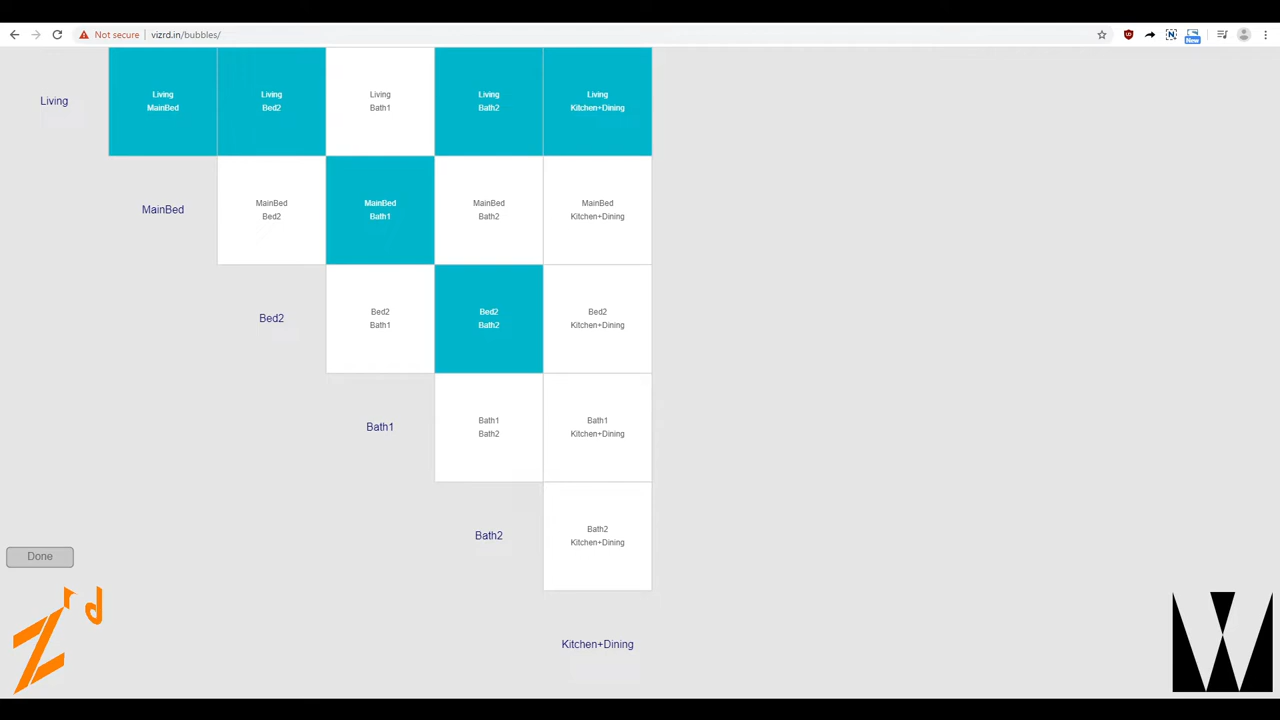 Not secure
vizrd.in/bubbles/
New
Living
Living
MainBed
Living
Bed2
Living
Bath1
Living
Bath2
Living
Kitchen+Dining
MainBed
MainBed
Bed2
MainBed
Bath1
MainBed
Bath2
MainBed
Kitchen+Dining
Bed2
Bed2
Bath1
Bed2
Bath2
Bed2
Kitchen+Dining
Bath1
Bath1
Bath2
Bath1
Kitchen+Dining
Bath2
Bath2
Kitchen+Dining
Done
Zrd
W
Kitchen+Dining